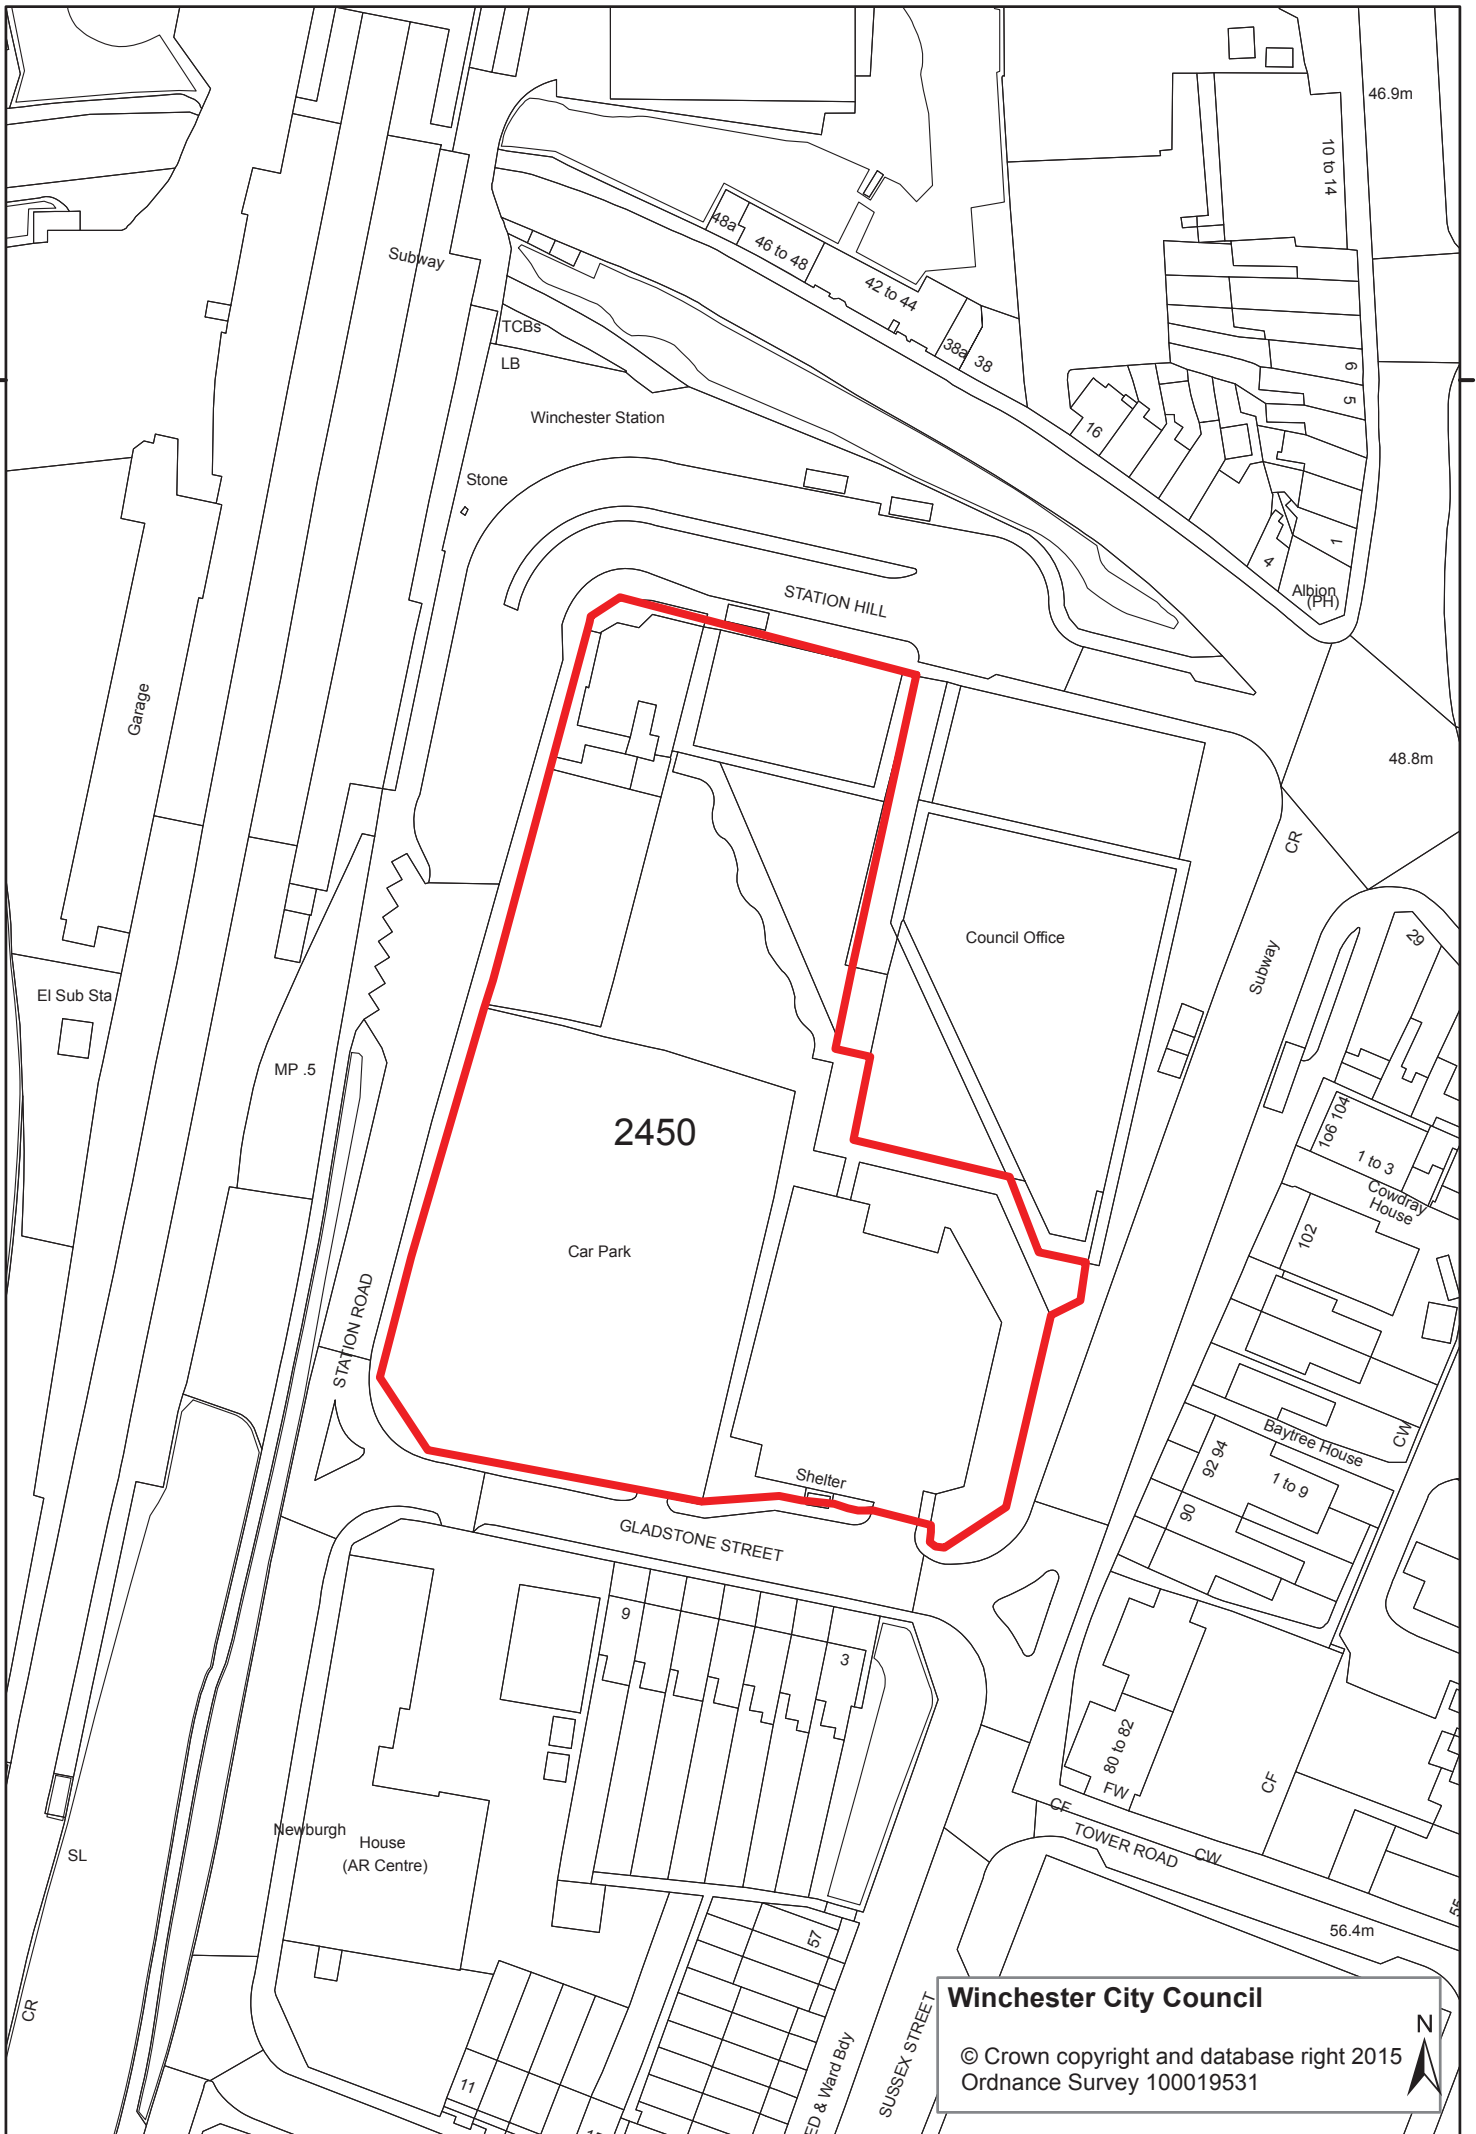 46.9m
10 to 14
48a
46 to 48
Subway
42 to 44
TCBs
38a
38
LB
6
5
Winchester Station
16
Stone
1
4
Albion
(PH)
STATION HILL
Garage
48.8m
CR
Council Office
29
Subway
El Sub Sta
MP .5
2450
106 104
1 to 3
Cowdray
House
102
Car Park
STATION ROAD
CW
Baytree House
92 94
1 to 9
Shelter
90
GLADSTONE STREET
9
3
80 to 82
CF
FW
CF
TOWER ROAD
CW
Newburgh
House
(AR Centre)
SL
55
57
56.4m
CR
11
ED & Ward Bdy
SUSSEX STREET
Winchester City Council
N
© Crown copyright and database right 2015
Ordnance Survey 100019531